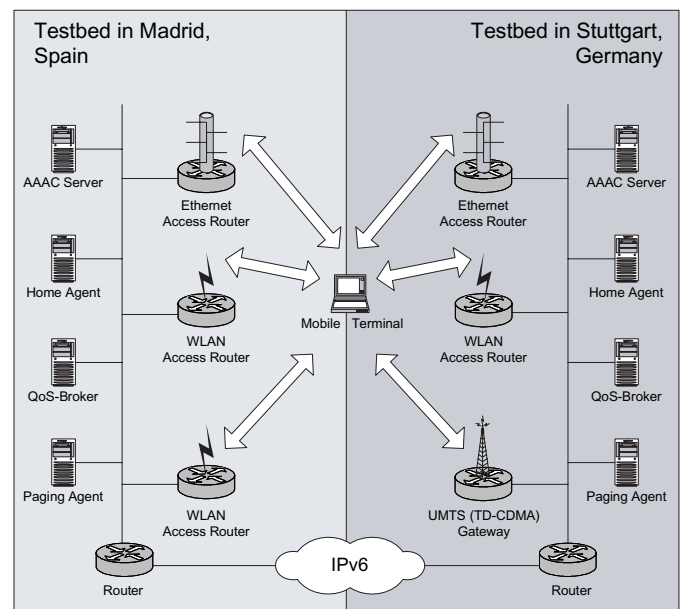 Testbed in Madrid,
Spain
Testbed in Stuttgart,
Germany
AAAC Server
Ethernet
Access Router
Ethernet
Access Router
AAAC Server
Home Agent
WLAN
Access Router
Mobile Terminal
WLAN
Access Router
Home Agent
QoS-Broker
QoS-Broker
Paging Agent
WLAN
Access Router
UMTS (TD-CDMA)
Gateway
Paging Agent
Router
IPv6
Router